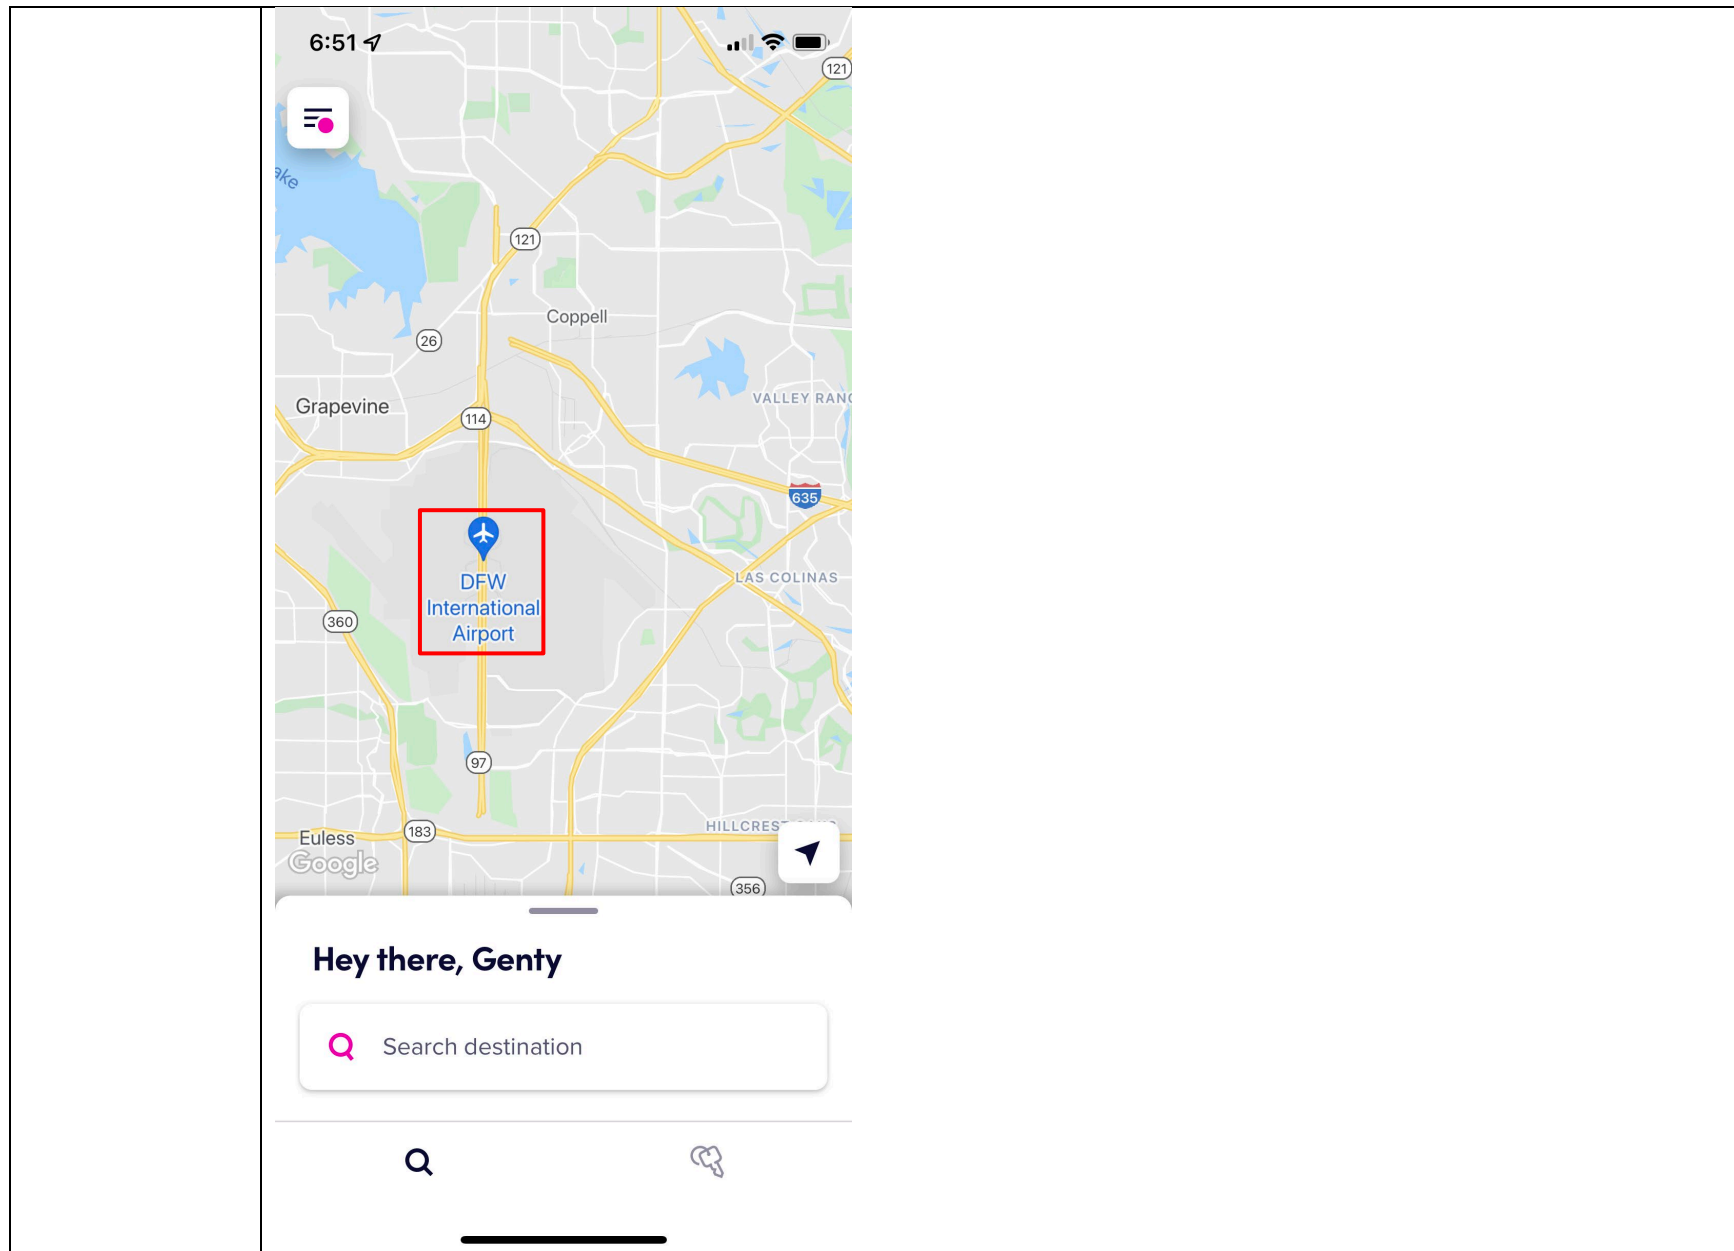 6:51
121
ake
121
Coppell
26
VALLEY RANC
Grapevine
114
635
DFW
International
Airport
LAS COLINAS
360
97
HILLCREST
183
Euless
Google
356
Hey there, Genty
Search destination